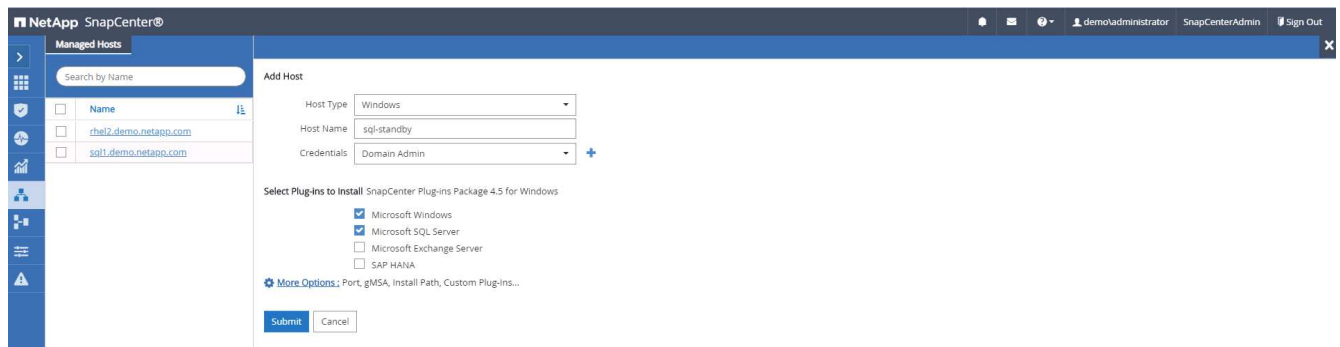 NetApp SnapCenter®
demo\administrator SnapCenterAdmin Sign Out
Managed Hosts
Search by Name
Name
rhel2.demo.netapp.com
sql1.demo.netapp.com
Add Host
Host Type Windows
Host Name sql-standby
Credentials Domain Admin
Select Plug-ins to Install SnapCenter Plug-ins Package 4.5 for Windows
Microsoft Windows
Microsoft SQL Server
Microsoft Exchange Server
SAP HANA
More Options : Port, gMSA, Install Path, Custom Plug-Ins...
Submit Cancel